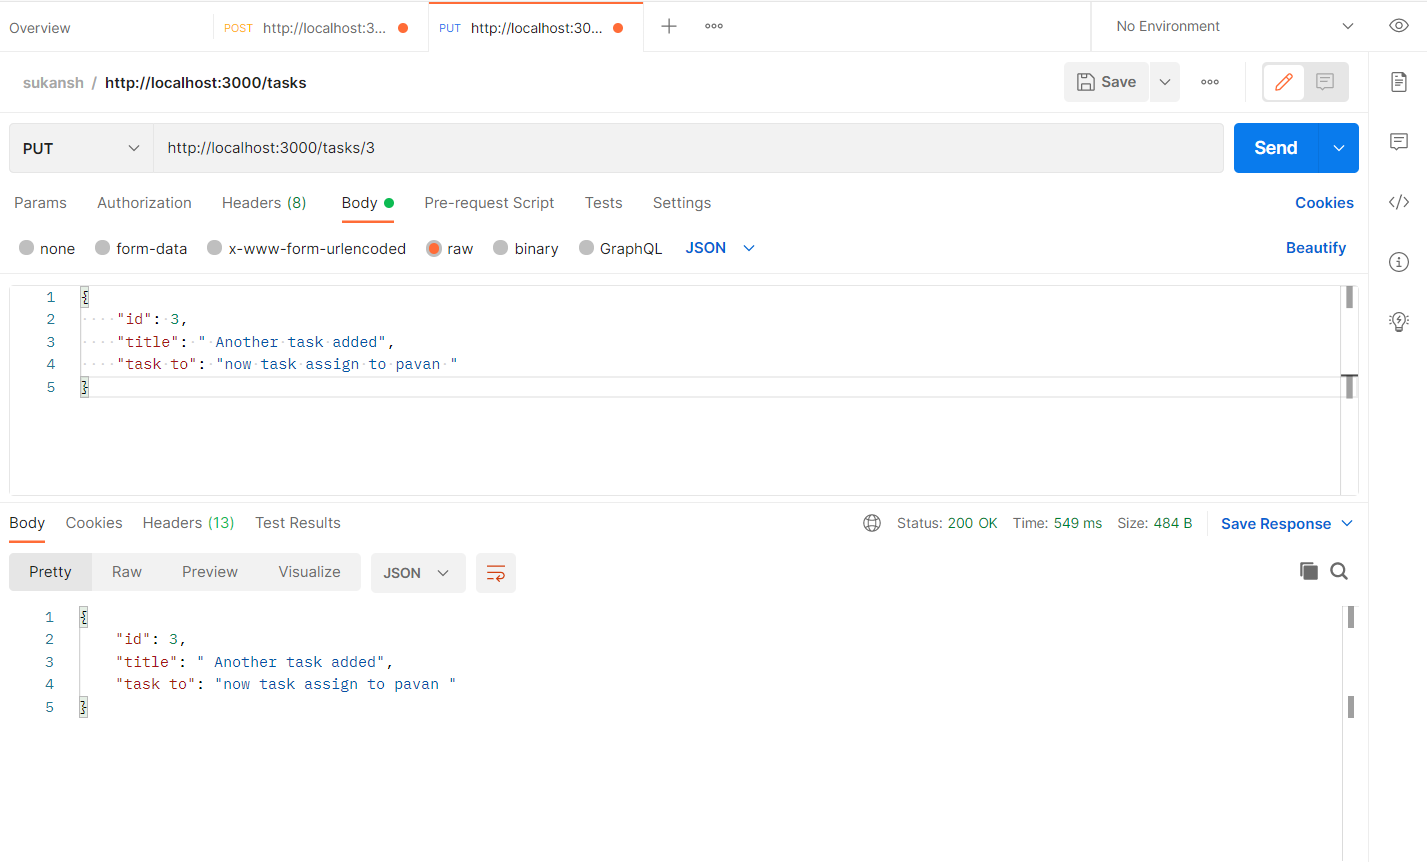 Overview POST http://localhost:3... PUT http://localhost:30... No Environment
sukansh / http://localhost:3000/tasks Save
PUT http://localhost:3000/tasks/3 Send
Params Authorization Headers (8) Body Pre-request Script Tests Settings Cookies
none form-data x-www-form-urlencoded raw binary GraphQL JSON Beautify
1 {
2 "id": 3,
3 "title": " Another task added",
4 "task to": "now task assign to pavan "
5 }
Body Cookies Headers (13) Test Results Status: 200 OK Time: 549 ms Size: 484 B Save Response
Pretty Raw Preview Visualize JSON
1 {
2 "id": 3,
3 "title": " Another task added",
4 "task to": "now task assign to pavan "
5 }